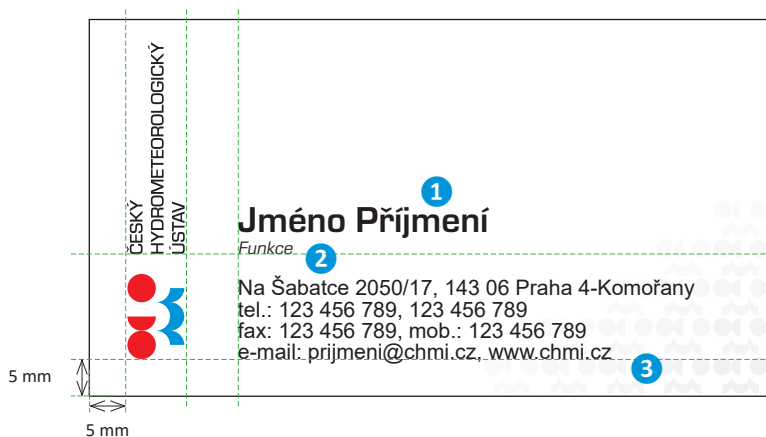 ČESKÝ
HYDROMETEOROLOGICKÝ
ÚSTAV
1
Jméno Příjmení
Funkce
2
Na Šabatce 2050/17, 143 06 Praha 4-Komořany
tel.: 123 456 789, 123 456 789
fax: 123 456 789, mob.: 123 456 789
e-mail: prijmeni@chmi.cz, www.chmi.cz
3
5 mm
5 mm